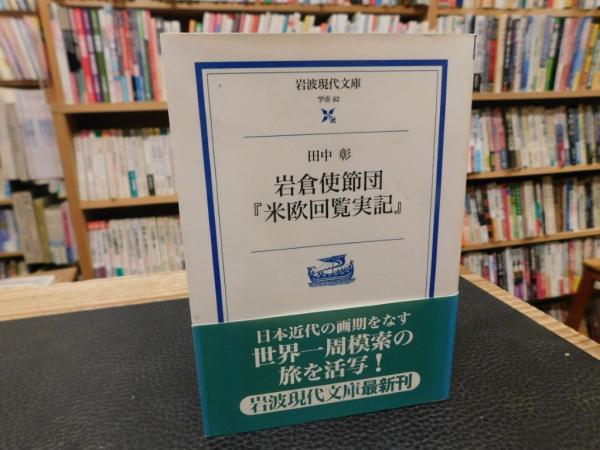 岩波現代文庫
学術 92
田中 彰
岩倉使節団
『米欧回覧実記』
日本近代の画期をなす
世界一周模索の
旅を活写！
岩波現代文庫最新刊